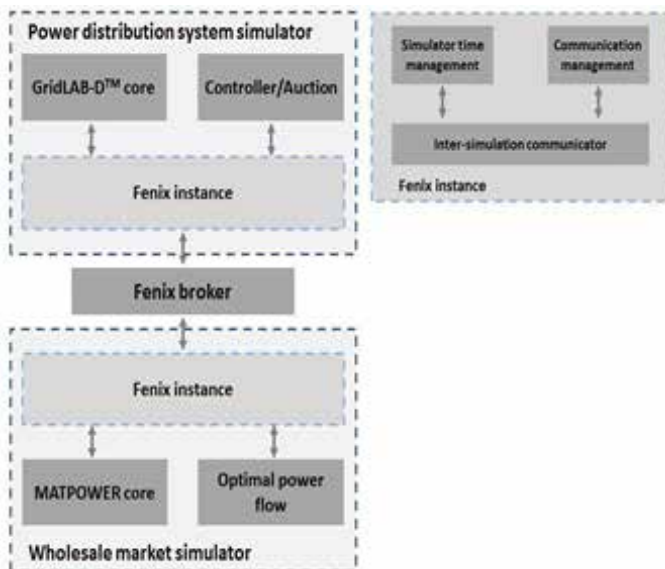 Power distribution system simulator
GridLAB-D™ core
Controller/Auction
Fenix instance
Fenix broker
Fenix instance
MATPOWER core
Optimal power
flow
Wholesale market simulator
Simulator time
management
Communication
management
Inter-simulation communicator
Fenix instance